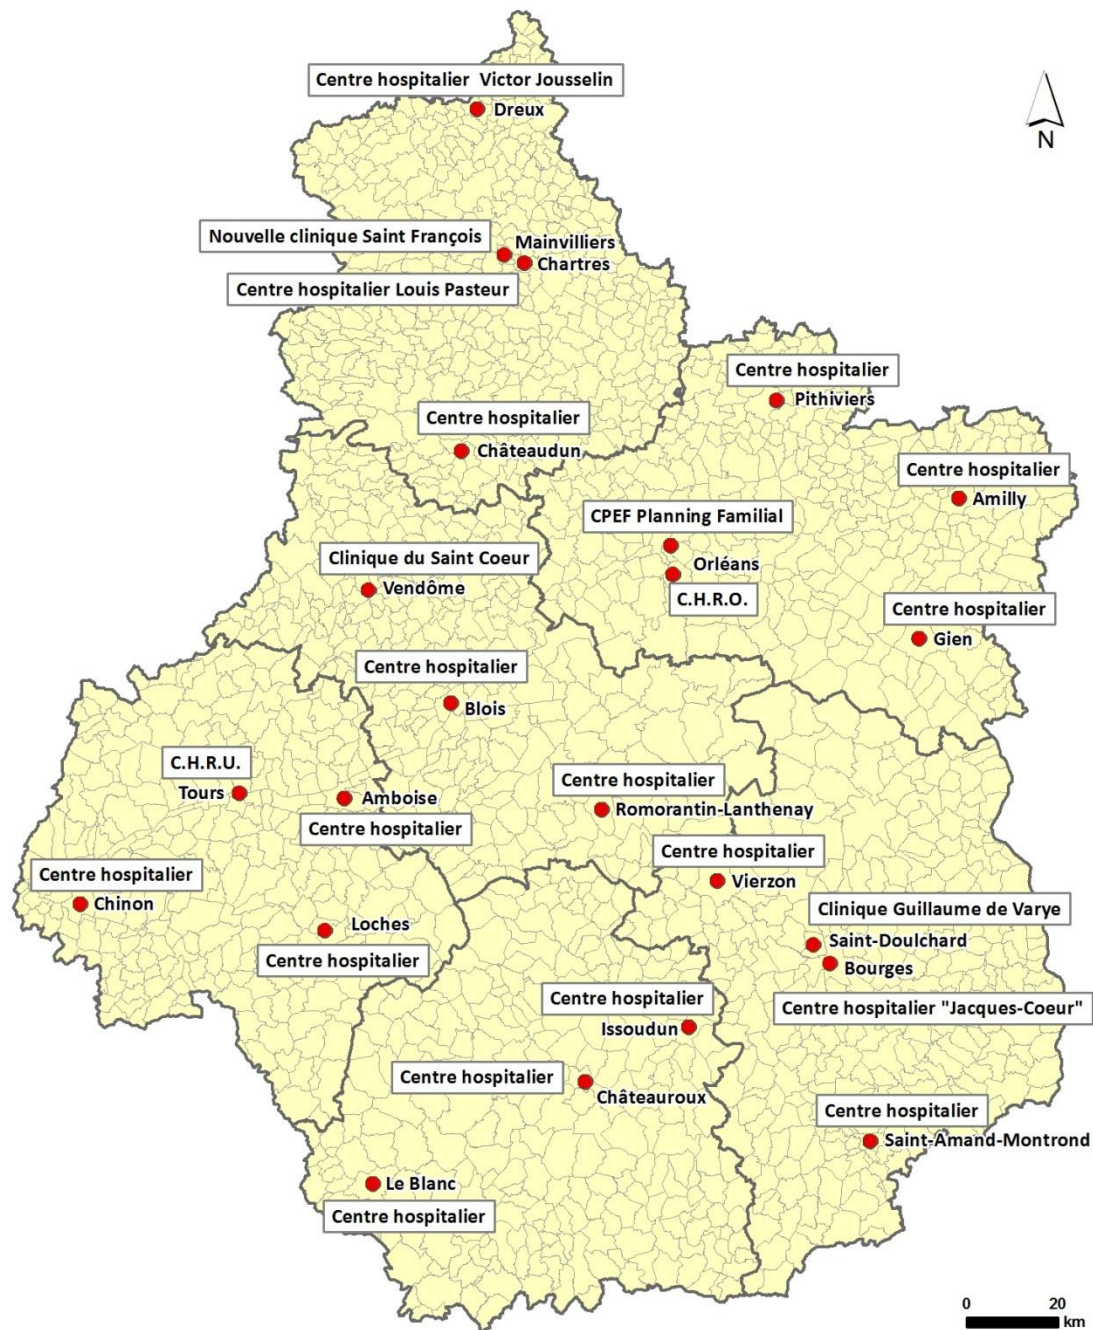 Centre hospitalier Victor Jousselin
Dreux
N
Nouvelle clinique Saint François
Mainvilliers
Chartres
Centre hospitalier Louis Pasteur
Centre hospitalier
Pithiviers
Centre hospitalier
Châteaudun
Centre hospitalier
Amilly
CPEF Planning Familial
Orléans
C.H.R.O.
Clinique du Saint Coeur
Vendôme
Centre hospitalier
Gien
Centre hospitalier
Blois
C.H.R.U.
Tours
Amboise
Centre hospitalier
Centre hospitalier
Romorantin-Lanthenay
Centre hospitalier
Vierzon
Centre hospitalier
Chinon
Loches
Centre hospitalier
Clinique Guillaume de Varye
Saint-Doulchard
Bourges
Centre hospitalier "Jacques-Coeur"
Centre hospitalier
Issoudun
Centre hospitalier
Châteauroux
Centre hospitalier
Saint-Amand-Montrond
Le Blanc
Centre hospitalier
0 20
km